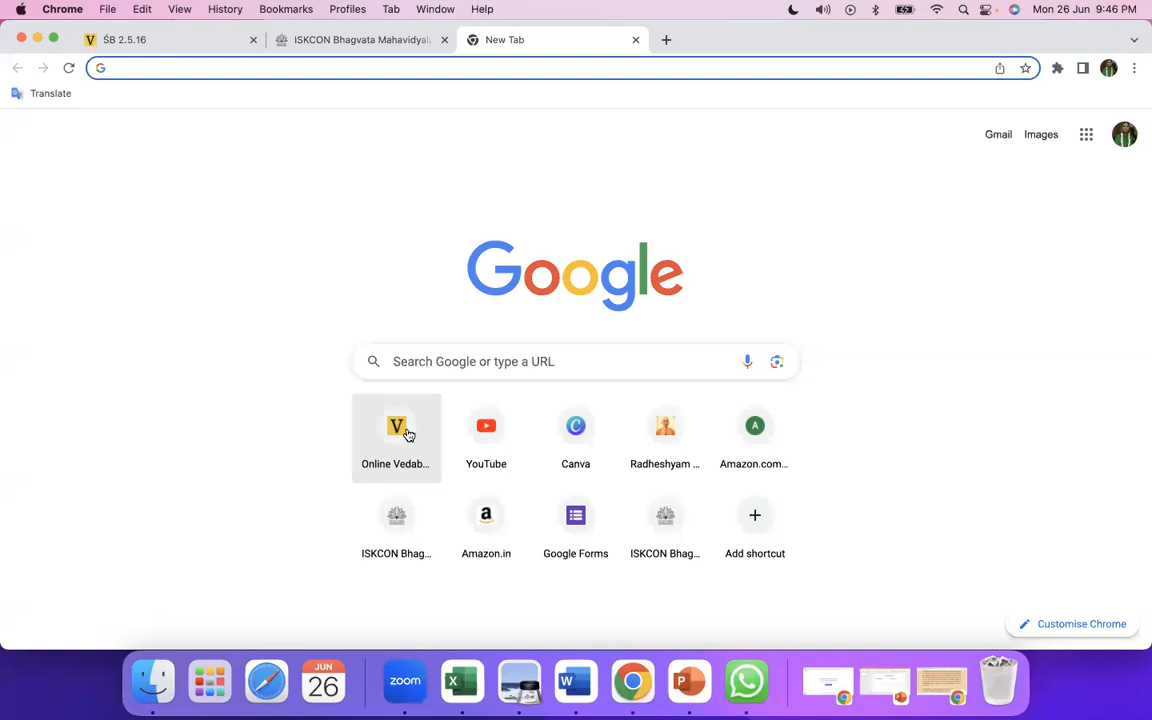 Chrome File Edit View History Bookmarks Profiles Tab Window Help Mon 26 Jun 9:46 PM
V ŚB 2.5.16 ISKCON Bhagvata Mahavidyal New Tab
G
Translate
Gmail Images
Google
Search Google or type a URL
V A
Online Vedab... YouTube Canva Radheshyam ... Amazon.com...
ISKCON Bhag... Amazon.in Google Forms ISKCON Bhag... Add shortcut
Customise Chrome
JUN
26 zoom X W P